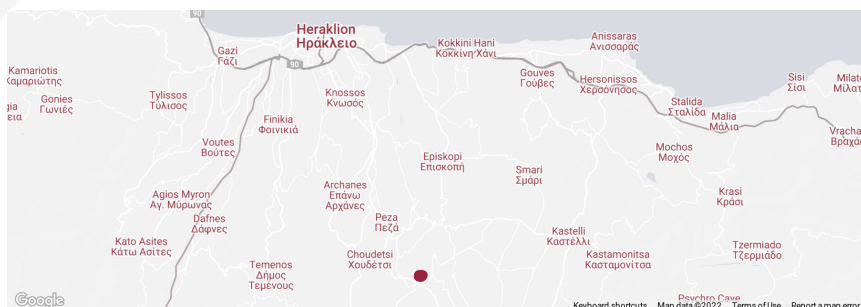 90
Heraklion
Ηράκλειο
Gazi
Γάζι
90
Kokkini Hani
Κοκκίνη Χάνι
Anissaras
Ανισσαράς
Kamariotis
Καμαριώτης
Gonies
Γωνιές
Tylissos
Τύλισος
Knossos
Κνωσός
Gouves
Γούβες
Hersonissos
Χερσόνησος
Sisi
Σίσι
Stalida
Σταλίδα
Malia
Μάλια
Finikia
Φοινικιά
Voutes
Βούτες
Episkopi
Επισκοπή
Smari
Σμάρι
Mochos
Μοχός
Krasi
Κράσι
Archanes
Επάνω
Αρχάνες
Agios Myron
Αγ. Μύρωνας
Dafnes
Δάφνες
Peza
Πεζά
Kato Asites
Κάτω Ασίτες
Choudetsi
Χουδέτσι
Kastelli
Καστέλλι
Kastamonitsa
Κασταμονίτσα
Tzermiado
Τζερμιάδο
Temenos
Δήμος
Τεμένους
Psychro Cave
Google
Keyboard shortcuts
Map data ©2022
Terms of Use
Report a map error